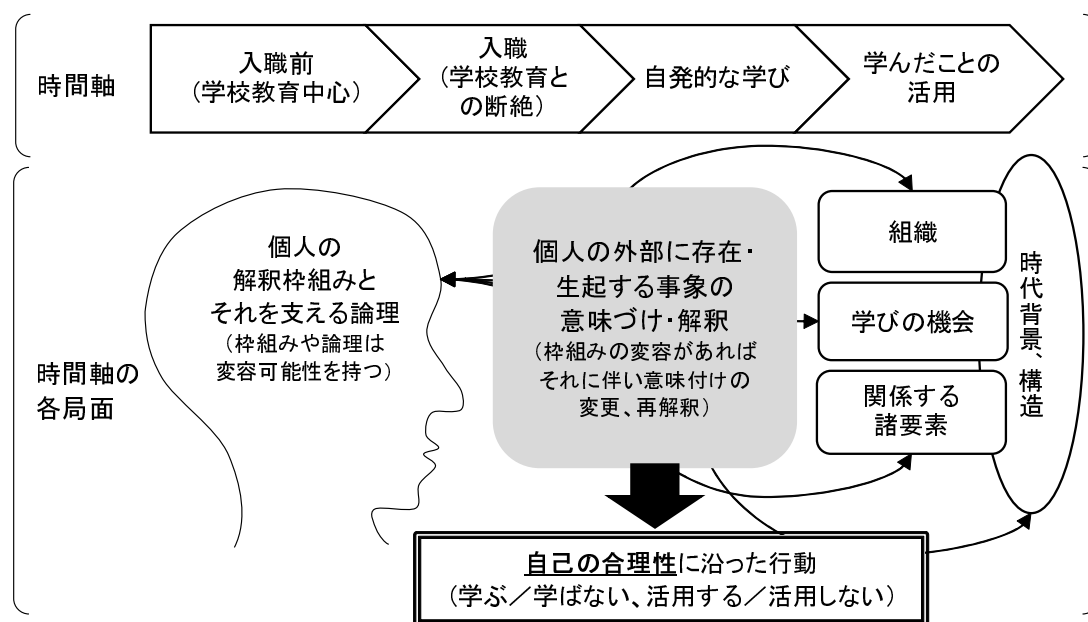 時間軸
入職前
（学校教育中心）
入職
（学校教育と
の断絶）
自発的な学び
学んだことの
活用
時間軸の
各局面
個人の
解釈枠組みと
それを支える論理
（枠組みや論理は
変容可能性を持つ）
個人の外部に存在・
生起する事象の
意味づけ・解釈
（枠組みの変容があれば
それに伴い意味付けの
変更、再解釈）
組織
学びの機会
関係する
諸要素
時代背景、構造
自己の合理性に沿った行動
（学ぶ／学ばない、活用する／活用しない）